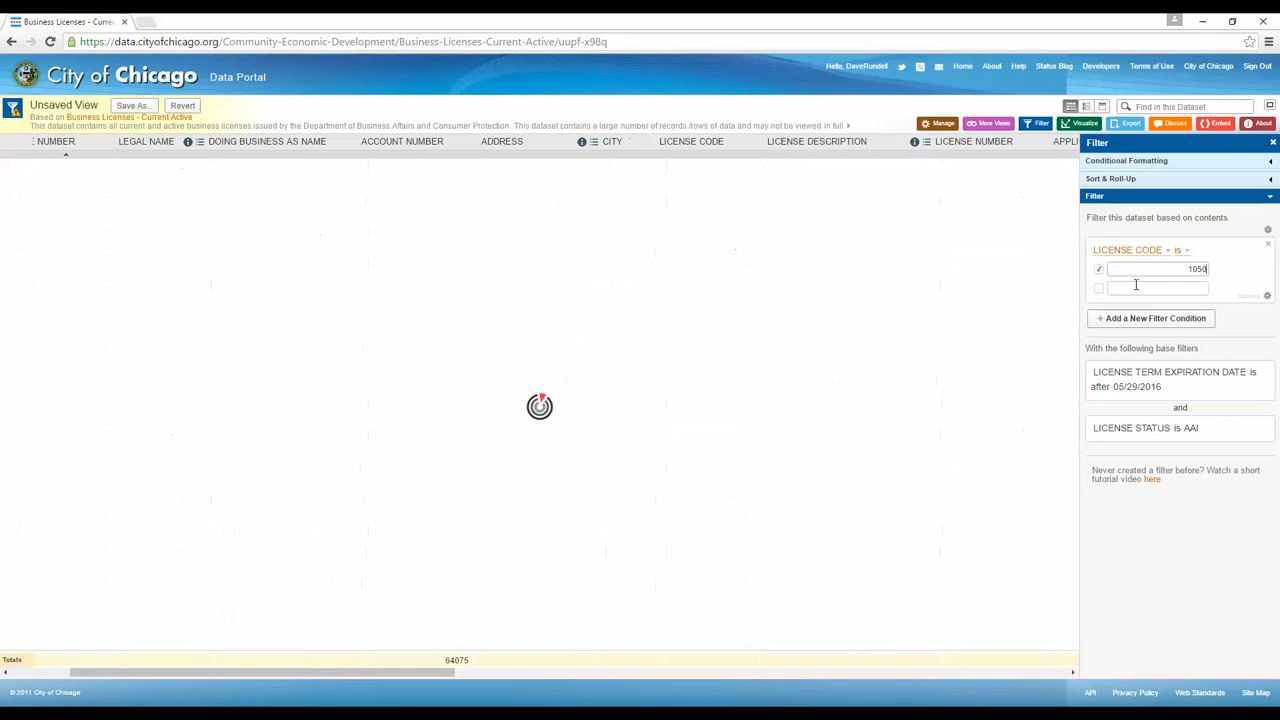 Business Licenses - Curre
https://data.cityofchicago.org/Community-Economic-Development/Business-Licenses-Current-Active/uupf-x98q
City of Chicago Data Portal
Hello, DaveRundell Home About Help Status Blog Developers Terms of Use City of Chicago Sign Out
Unsaved View Save As... Revert
Find in this Dataset
Based on Business Licenses - Current Active
This dataset contains all current and active business licenses issued by the Department of Business Affairs and Consumer Protection. This dataset contains a large number of records /rows of data and may not be viewed in full
Manage More Views Filter Visualize Export Discuss Embed About
: NUMBER LEGAL NAME DOING BUSINESS AS NAME ACCOUNT NUMBER ADDRESS CITY LICENSE CODE LICENSE DESCRIPTION LICENSE NUMBER APPLI
Filter
Conditional Formatting
Sort & Roll-Up
Filter
Filter this dataset based on contents.
LICENSE CODE is
1050
options
+ Add a New Filter Condition
With the following base filters
LICENSE TERM EXPIRATION DATE is
after 05/29/2016
and
LICENSE STATUS is AAI
Never created a filter before? Watch a short
tutorial video here.
Totals 64075
© 2011 City of Chicago API Privacy Policy Web Standards Site Map